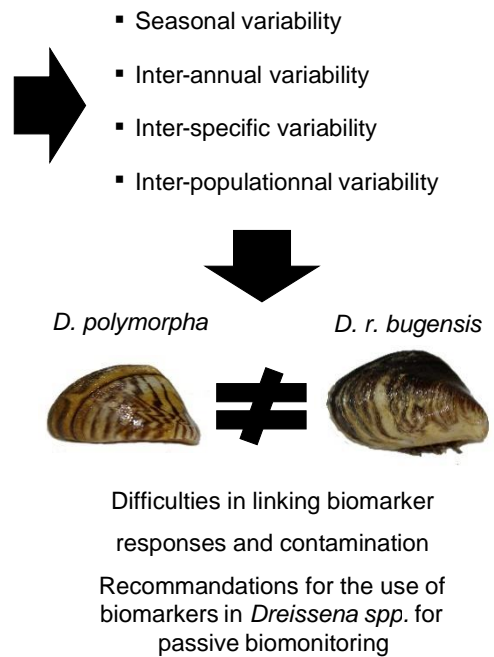 ▪ Seasonal variability
▪ Inter-annual variability
▪ Inter-specific variability
▪ Inter-populationnal variability
D. polymorpha
D. r. bugensis
≠
Difficulties in linking biomarker
responses and contamination
Recommandations for the use of
biomarkers in Dreissena spp. for
passive biomonitoring